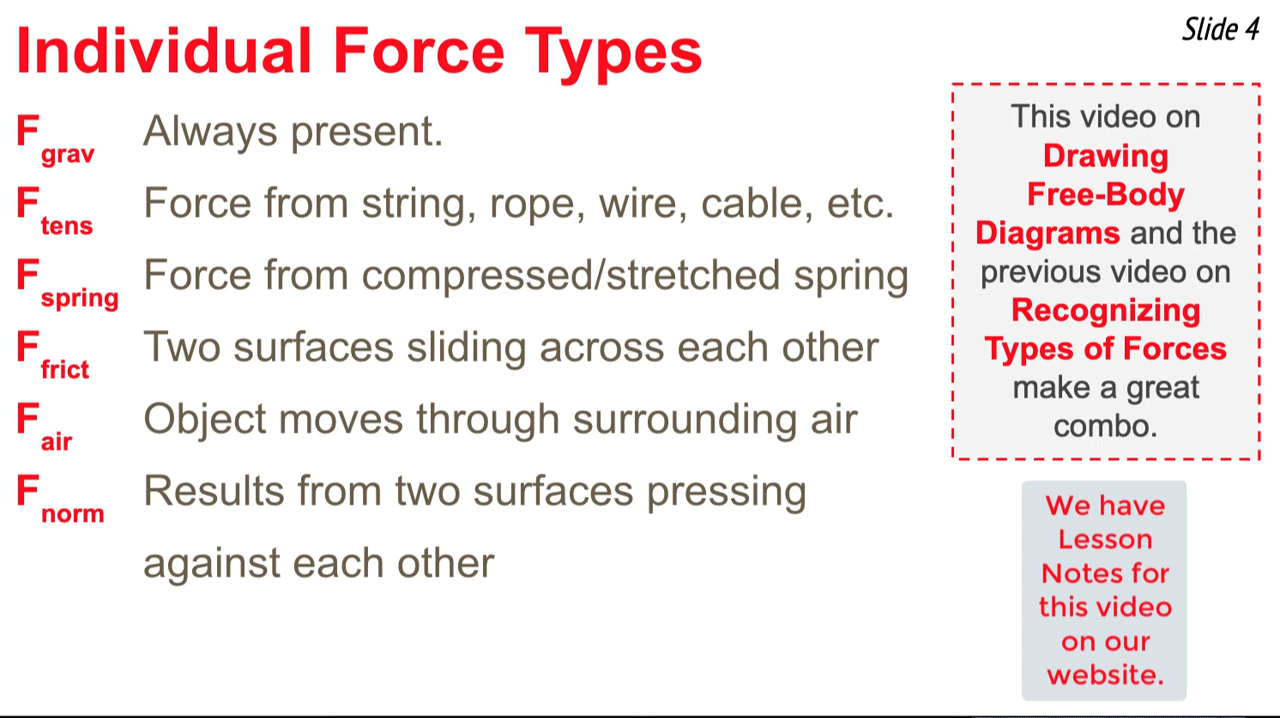 Individual Force Types
Slide 4
F grav Always present.
F tens Force from string, rope, wire, cable, etc.
F spring Force from compressed/stretched spring
F frict Two surfaces sliding across each other
F air Object moves through surrounding air
F norm Results from two surfaces pressing
against each other
This video on
Drawing
Free-Body
Diagrams and the
previous video on
Recognizing
Types of Forces
make a great
combo.
We have
Lesson
Notes for
this video
on our
website.